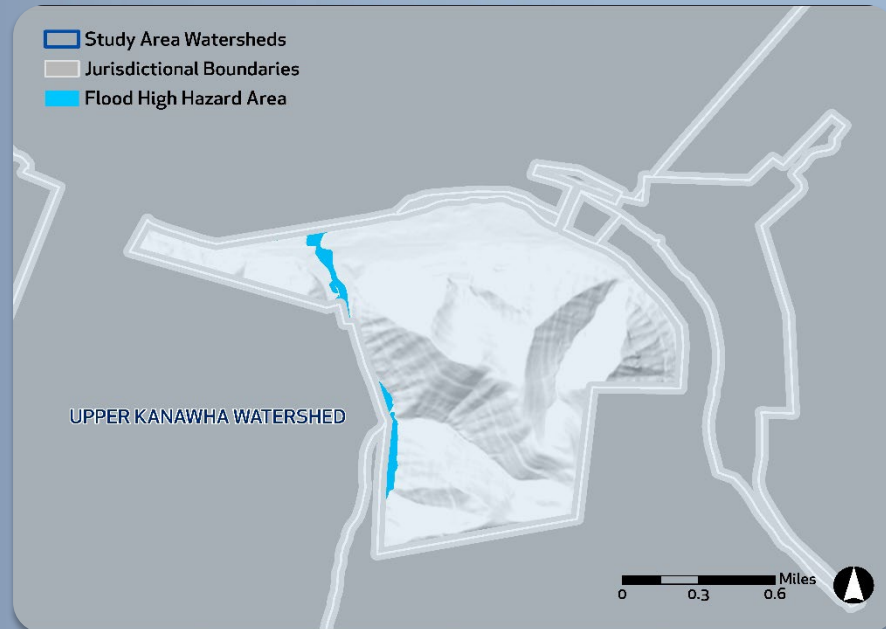 Study Area Watersheds
Jurisdictional Boundaries
Flood High Hazard Area
UPPER KANAWHA WATERSHED
Miles
0 0.3 0.6